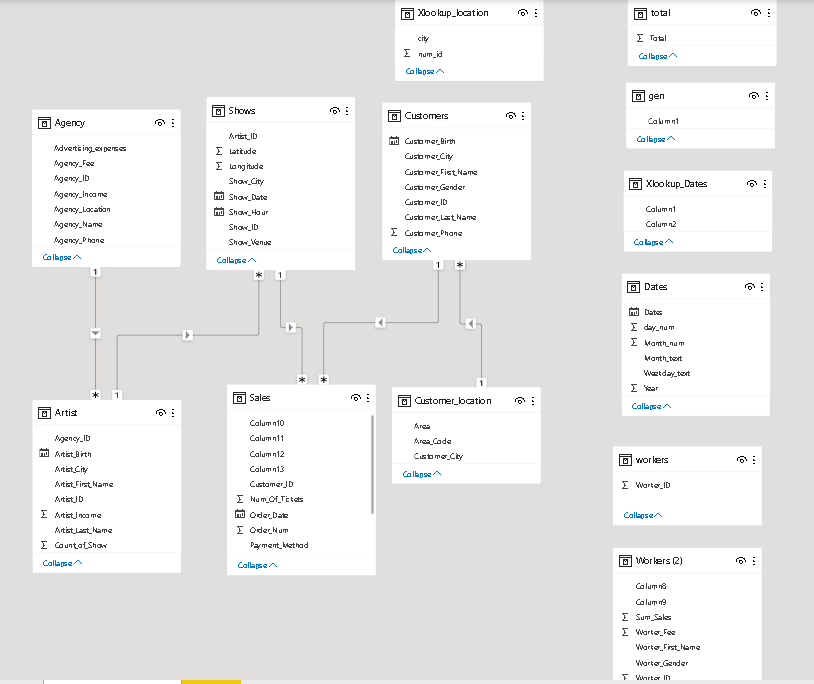 Xlookup_location
city
num_id
Collapse
total
Total
Collapse
gen
Column1
Collapse
Agency
Advertising_expenses
Agency_Fee
Agency_ID
Agency_Income
Agency_Location
Agency_Name
Agency_Phone
Collapse
Shows
Artist_ID
Latitude
Longitude
Show_City
Show_Date
Show_Hour
Show_ID
Show_Venue
Collapse
Customers
Customer_Birth
Customer_City
Customer_First_Name
Customer_Gender
Customer_ID
Customer_Last_Name
Customer_Phone
Collapse
Xlookup_Dates
Column1
Column2
Collapse
Dates
Dates
day_num
Month_num
Month_text
Weekday_text
Year
Collapse
1
*
1
1
*
*
1
*
*
1
Artist
Agency_ID
Artist_Birth
Artist_City
Artist_First_Name
Artist_ID
Artist_Income
Artist_Last_Name
Count_of_Show
Collapse
Sales
Column10
Column11
Column12
Column13
Customer_ID
Num_Of_Tickets
Order_Date
Order_Num
Payment_Method
Collapse
Customer_location
Area
Area_Code
Customer_City
Collapse
workers
Worker_ID
Collapse
Workers (2)
Column8
Column9
Sum_Sales
Worker_Fee
Worker_First_Name
Worker_Gender
Worker_ID